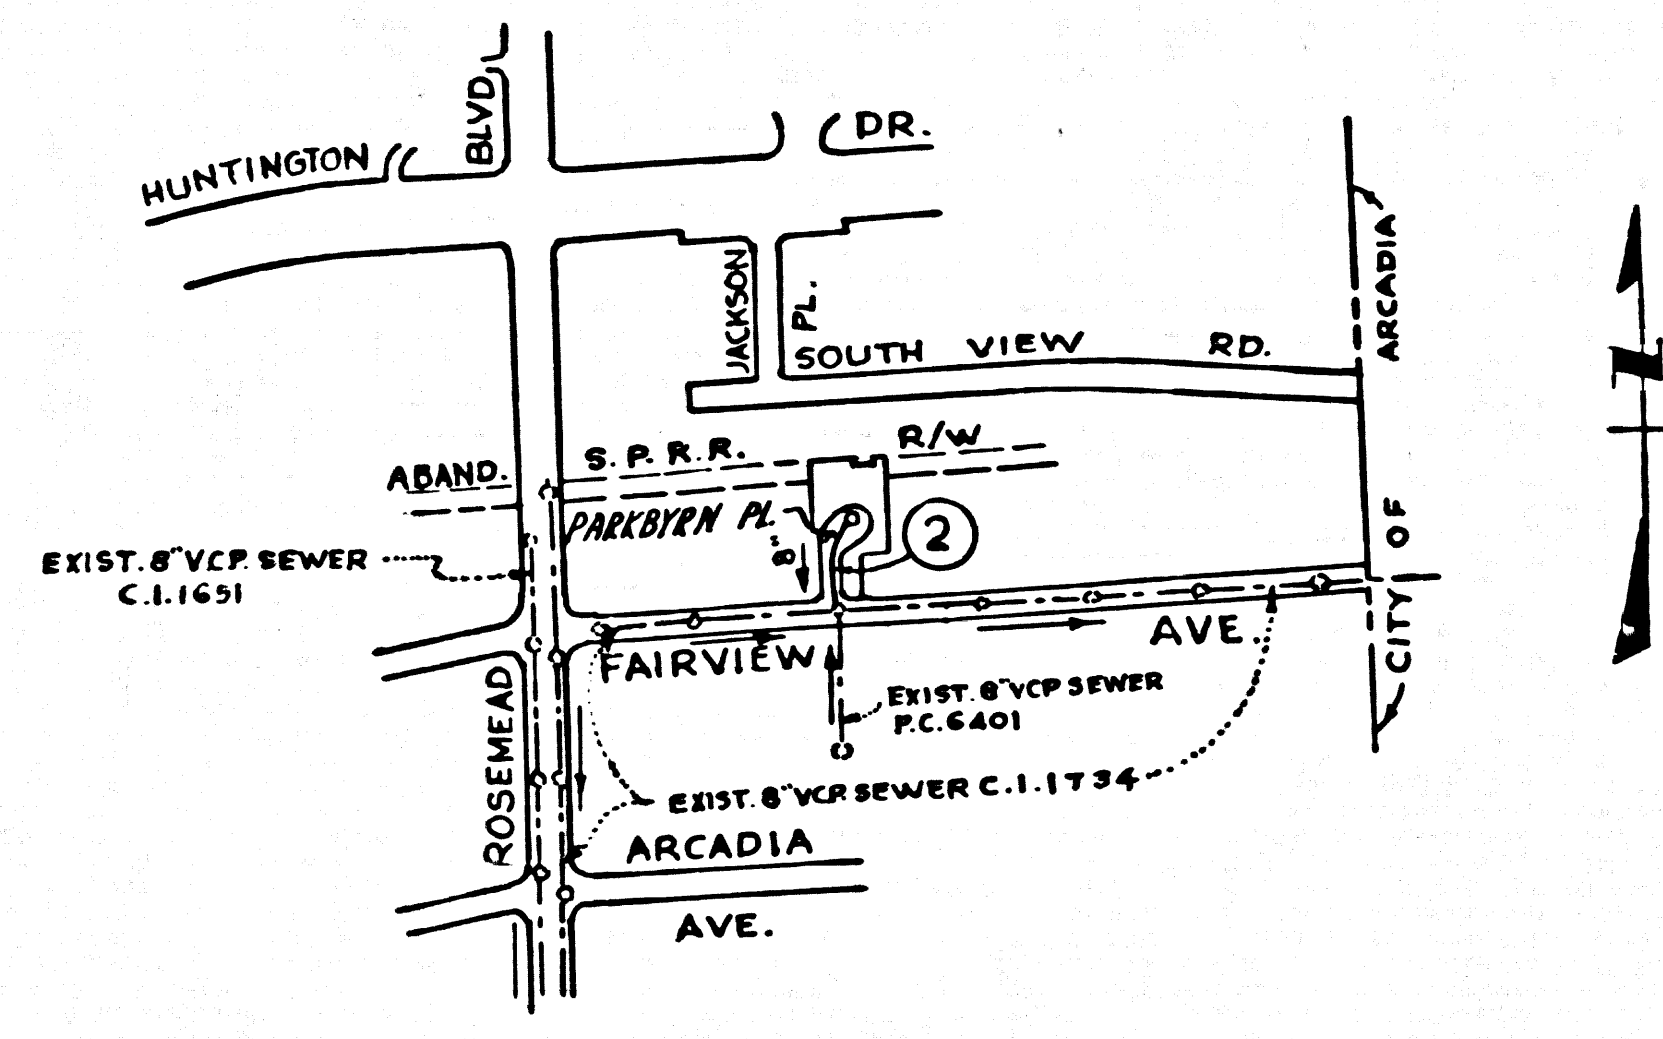 HUNTINGTON
BLVD.
DR.
JACKSON
PL.
SOUTH VIEW RD.
ARCADIA
N
S. P. R. R.
R/W
ABAND.
PARKBYRN PL.
8"
2
EXIST. 8" V.C.P. SEWER
C.I. 1651
CITY OF
FAIRVIEW
AVE.
ROSEMEAD
EXIST. 8" VCP SEWER
P.C. 6401
EXIST. 8" VCP. SEWER C.I. 1734
ARCADIA
AVE.